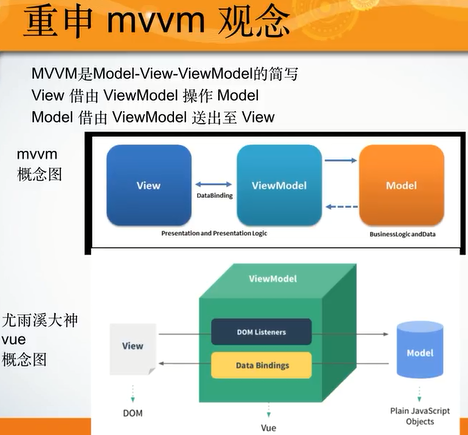 重申 mvvm 观念
MVVM是Model-View-ViewModel的简写
View 借由 ViewModel 操作 Model
Model 借由 ViewModel 送出至 View
mvvm
概念图
View
DataBinding
ViewModel
Model
Presentation and Presentation Logic
BusinessLogic andData
尤雨溪大神
vue
概念图
ViewModel
DOM Listeners
View
Model
Data Bindings
DOM
Vue
Plain JavaScript
Objects